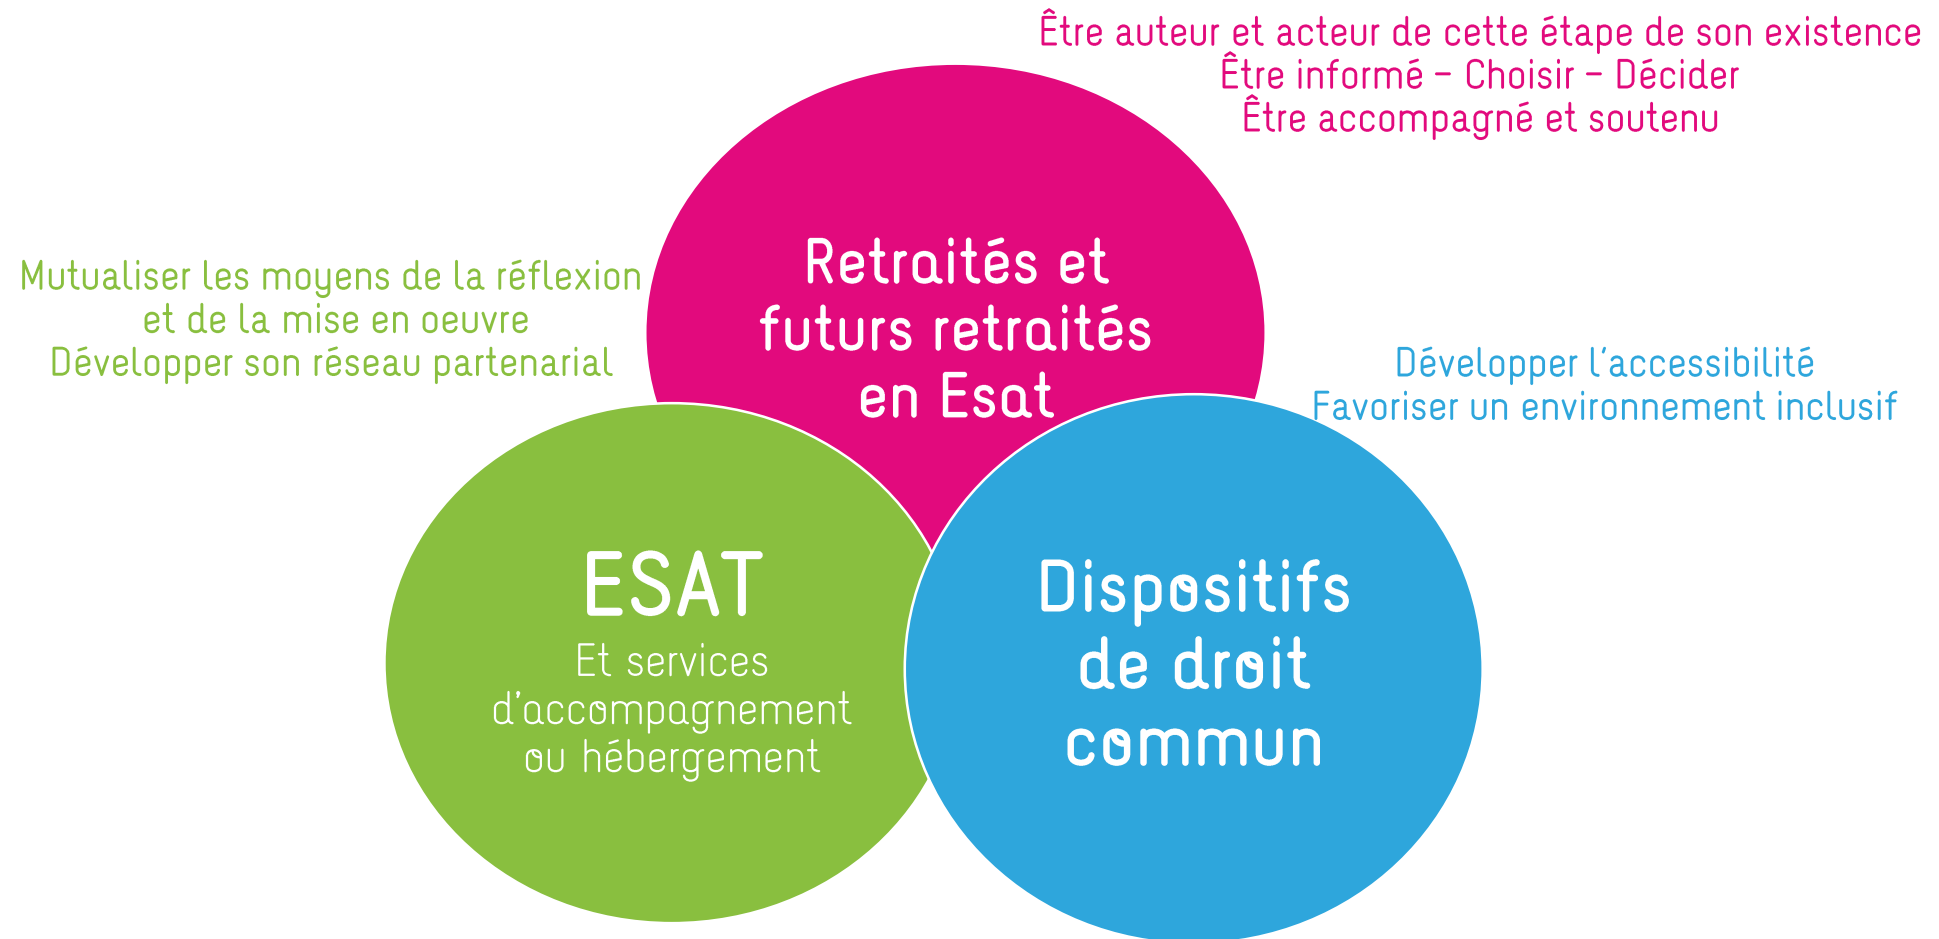 Être auteur et acteur de cette étape de son existence
Être informé – Choisir – Décider
Être accompagné et soutenu
Retraités et
futurs retraités
en Esat
Mutualiser les moyens de la réflexion
et de la mise en oeuvre
Développer son réseau partenarial
Développer l'accessibilité
Favoriser un environnement inclusif
ESAT
Et services
d'accompagnement
ou hébergement
Dispositifs
de droit
commun